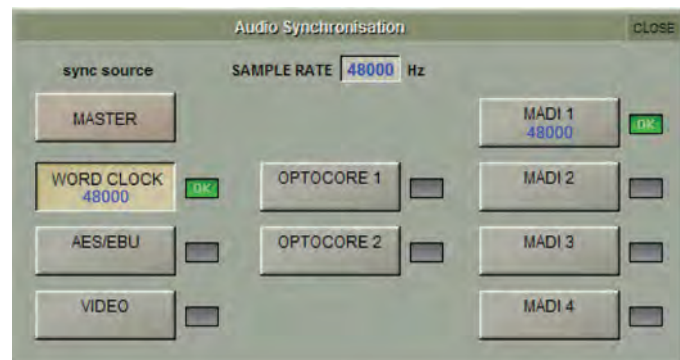 Audio Synchronisation CLOSE
sync source SAMPLE RATE 48000 Hz
MASTER
MADI 1
48000
OK
WORD CLOCK
48000
OK
OPTOCORE 1
MADI 2
AES/EBU
OPTOCORE 2
MADI 3
VIDEO
MADI 4